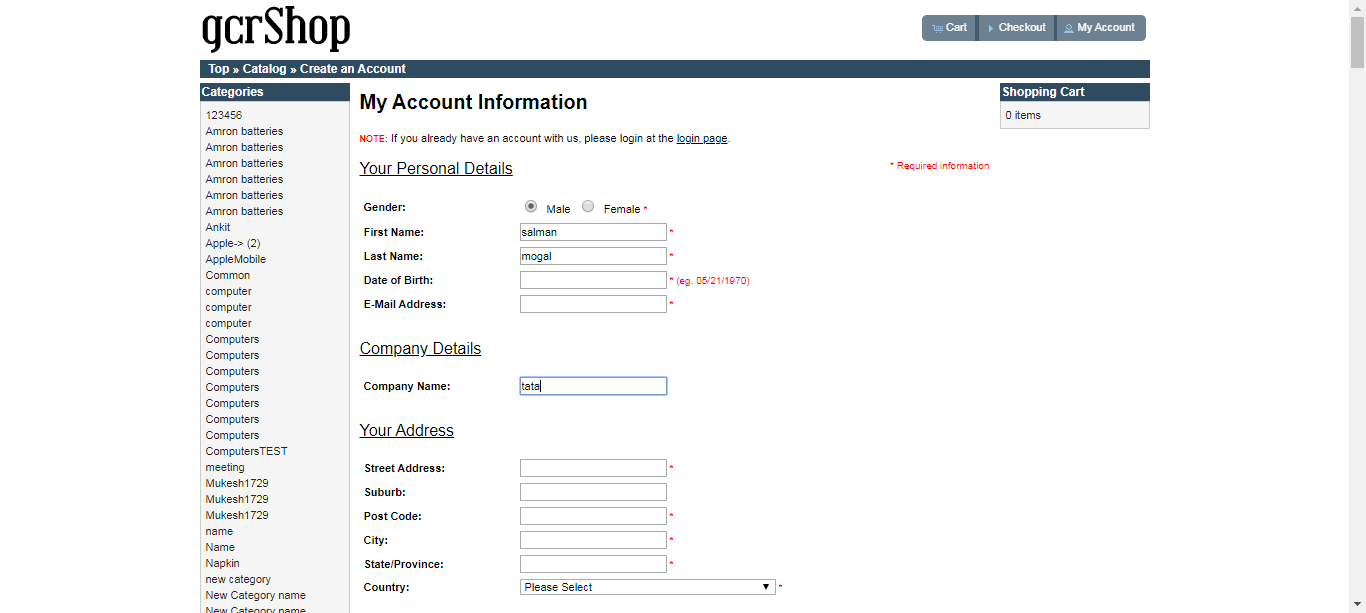 gcrShop
Cart Checkout My Account
Top » Catalog » Create an Account
Categories
123456
Amron batteries
Amron batteries
Amron batteries
Amron batteries
Amron batteries
Amron batteries
Ankit
Apple-> (2)
AppleMobile
Common
computer
computer
computer
Computers
Computers
Computers
Computers
Computers
Computers
Computers
ComputersTEST
meeting
Mukesh1729
Mukesh1729
Mukesh1729
name
Name
Napkin
new category
New Category name
New Category name
My Account Information
NOTE: If you already have an account with us, please login at the login page.
Your Personal Details
* Required information
Gender: Male Female *
First Name: salman *
Last Name: mogal *
Date of Birth: * (eg. 05/21/1970)
E-Mail Address: *
Company Details
Company Name: tata
Your Address
Street Address: *
Suburb:
Post Code: *
City: *
State/Province: *
Country: Please Select *
Shopping Cart
0 items